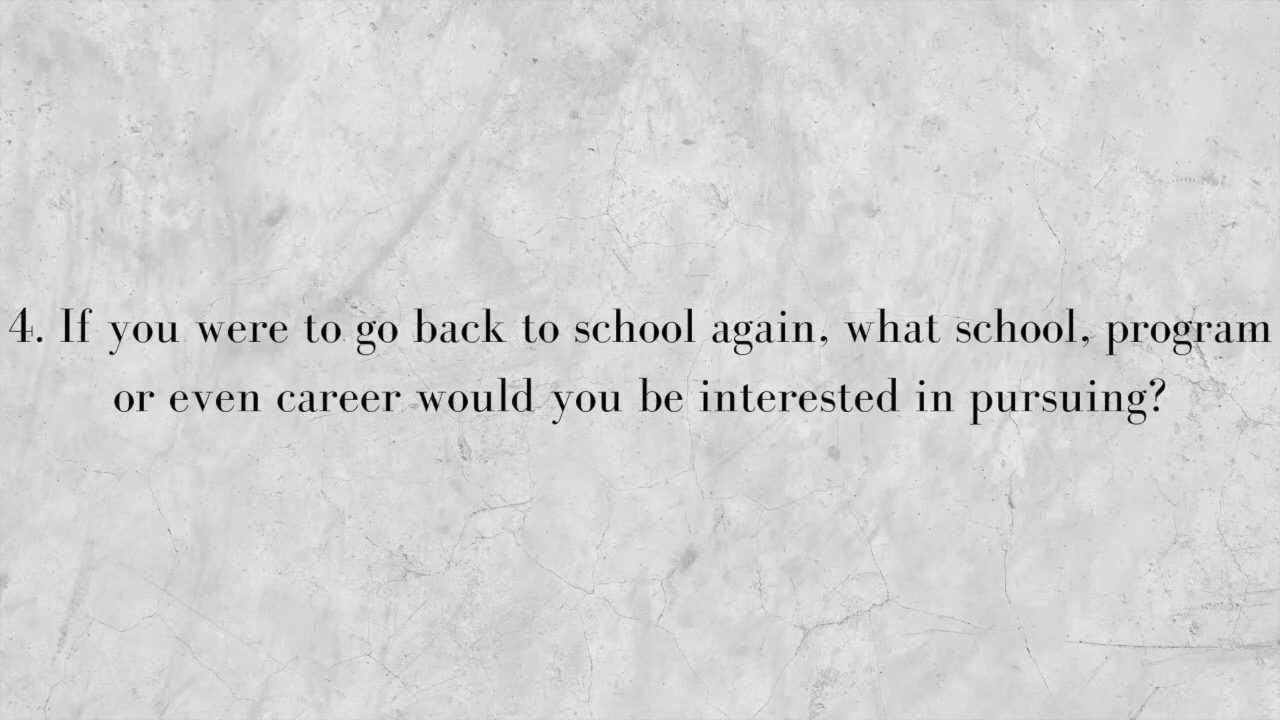 4. If you were to go back to school again, what school, program
or even career would you be interested in pursuing?